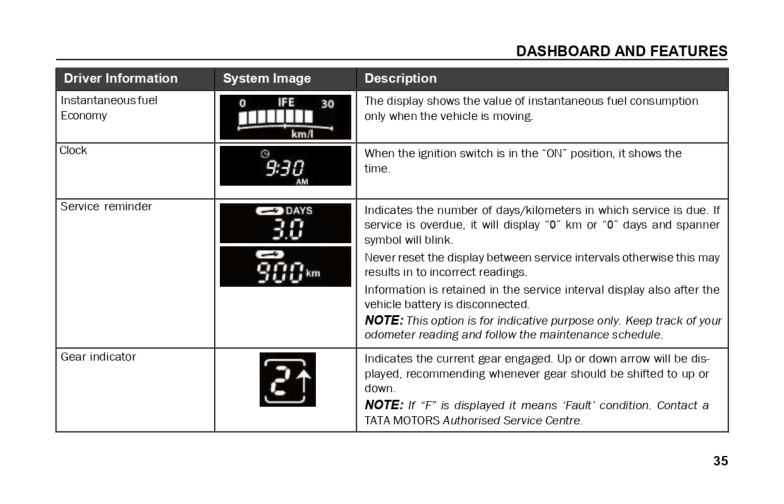 DASHBOARD AND FEATURES
Driver Information
System Image
Description
Instantaneous fuel
Economy
0 IFE 30
km/l
The display shows the value of instantaneous fuel consumption
only when the vehicle is moving.
Clock
9:30
AM
When the ignition switch is in the “ON” position, it shows the
time.
Service reminder
DAYS
3.0
900 km
Indicates the number of days/kilometers in which service is due. If
service is overdue, it will display “0” km or “0” days and spanner
symbol will blink.
Never reset the display between service intervals otherwise this may
results in to incorrect readings.
Information is retained in the service interval display also after the
vehicle battery is disconnected.
NOTE: This option is for indicative purpose only. Keep track of your
odometer reading and follow the maintenance schedule.
Gear indicator
2
Indicates the current gear engaged. Up or down arrow will be dis-
played, recommending whenever gear should be shifted to up or
down.
NOTE: If “F” is displayed it means ‘Fault’ condition. Contact a
TATA MOTORS Authorised Service Centre.
35